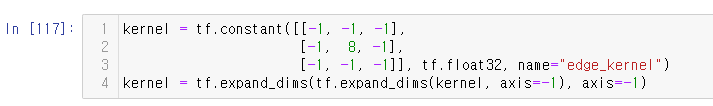 In [117]:
1 kernel = tf.constant([[-1, -1, -1],
2 [-1, 8, -1],
3 [-1, -1, -1]], tf.float32, name="edge_kernel")
4 kernel = tf.expand_dims(tf.expand_dims(kernel, axis=-1), axis=-1)